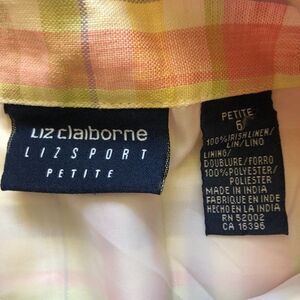 Liz claiborne
LIZSPORT
PETITE
PETITE
6
100% IRISH LINEN/
LIN/LINO
LINING/
DOUBLURE/FORRO
100% POLYESTER/
POLIESTER
MADE IN INDIA
FABRIQUE EN INDE
HECHO EN LA INDIA
RN 52002
CA 16396